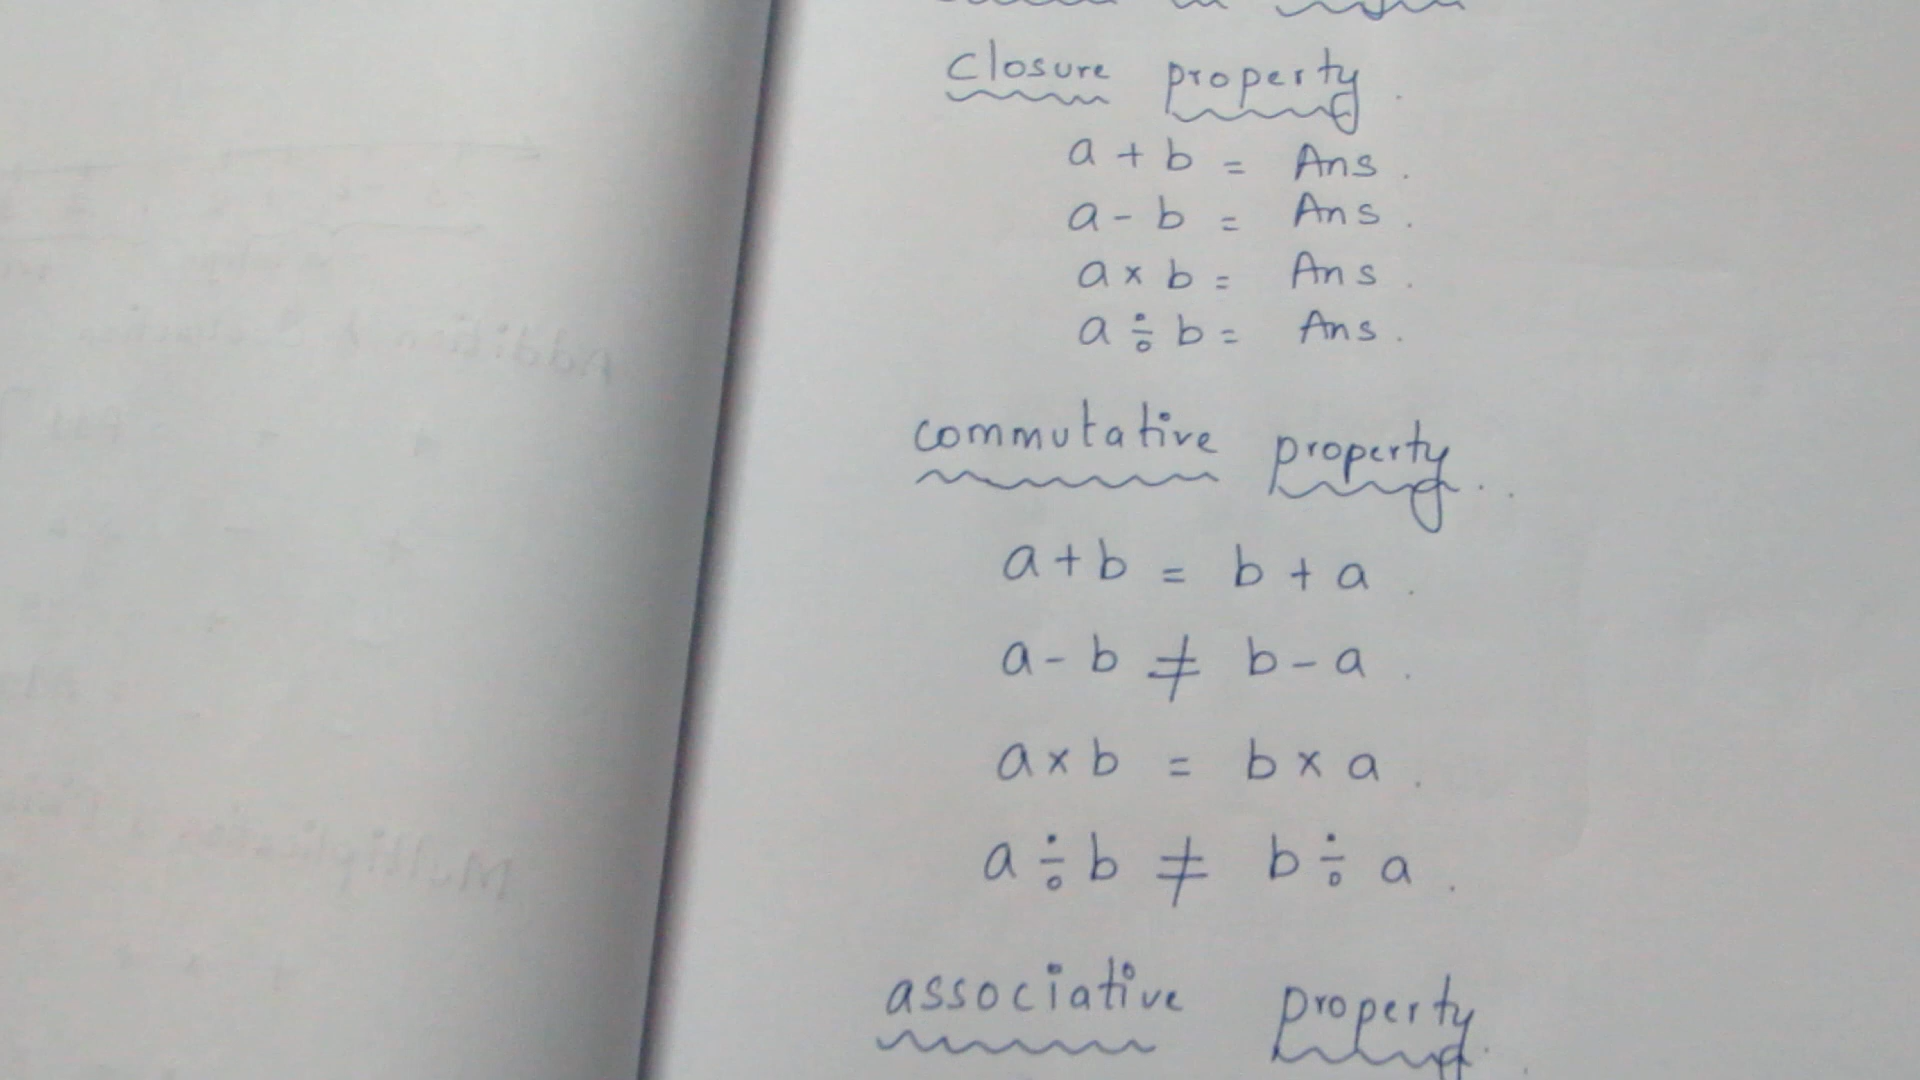 closure property.
a + b = Ans.
a - b = Ans.
a × b = Ans.
a ÷ b = Ans.
commutative property..
a + b = b + a.
a - b ≠ b - a.
a × b = b × a.
a ÷ b ≠ b ÷ a.
associative property.